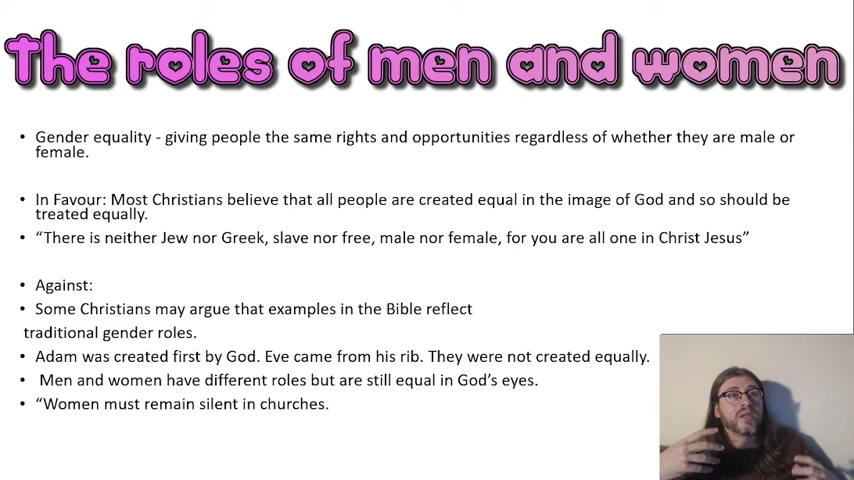 The roles of men and women
• Gender equality - giving people the same rights and opportunities regardless of whether they are male or
female.
• In Favour: Most Christians believe that all people are created equal in the image of God and so should be
treated equally.
• “There is neither Jew nor Greek, slave nor free, male nor female, for you are all one in Christ Jesus”
• Against:
• Some Christians may argue that examples in the Bible reflect
traditional gender roles.
• Adam was created first by God. Eve came from his rib. They were not created equally.
• Men and women have different roles but are still equal in God’s eyes.
• “Women must remain silent in churches.